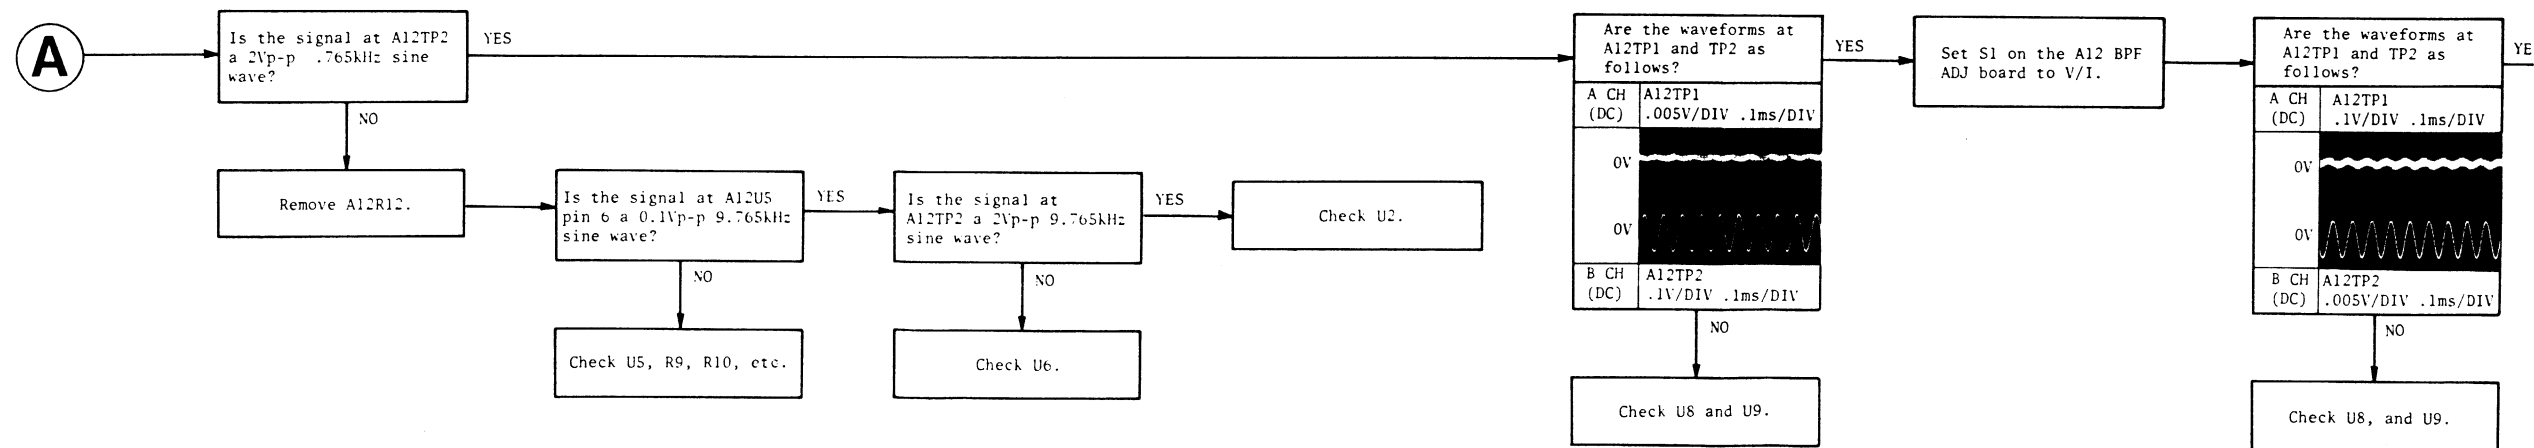 A
Is the signal at A12TP2
a 2Vp-p .765kHz sine
wave?
YES
NO
Remove A12R12.
Is the signal at A12U5
pin 6 a 0.1Vp-p 9.765kHz
sine wave?
YES
NO
Check U5, R9, R10, etc.
Is the signal at
A12TP2 a 2Vp-p 9.765kHz
sine wave?
YES
NO
Check U6.
Check U2.
Are the waveforms at
A12TP1 and TP2 as
follows?
YES
A CH
(DC)
A12TP1
.005V/DIV .1ms/DIV
0V
0V
B CH
(DC)
A12TP2
.1V/DIV .1ms/DIV
NO
Check U8 and U9.
Set S1 on the A12 BPF
ADJ board to V/I.
Are the waveforms at
A12TP1 and TP2 as
follows?
YE
A CH
(DC)
A12TP1
.1V/DIV .1ms/DIV
0V
0V
B CH
(DC)
A12TP2
.005V/DIV .1ms/DIV
NO
Check U8, and U9.